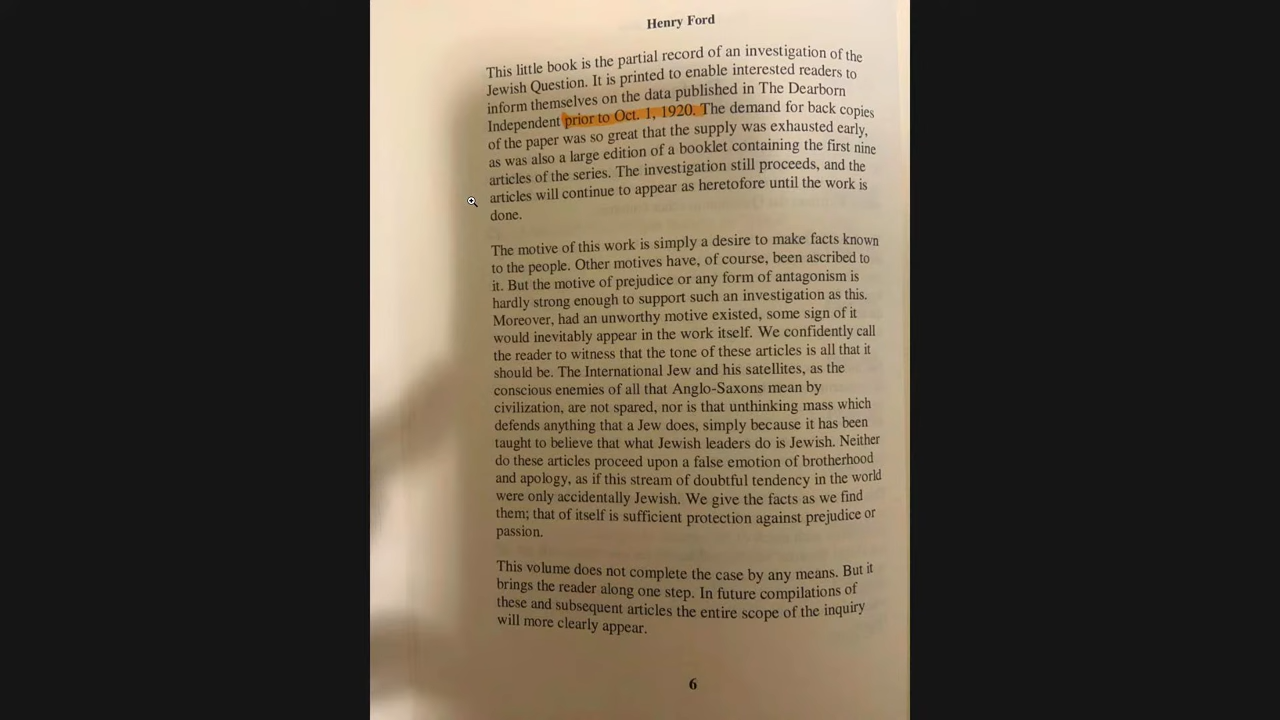 Henry Ford
This little book is the partial record of an investigation of the
Jewish Question. It is printed to enable interested readers to
inform themselves on the data published in The Dearborn
Independent prior to Oct. 1, 1920. The demand for back copies
of the paper was so great that the supply was exhausted early,
as was also a large edition of a booklet containing the first nine
articles of the series. The investigation still proceeds, and the
articles will continue to appear as heretofore until the work is
done.
The motive of this work is simply a desire to make facts known
to the people. Other motives have, of course, been ascribed to
it. But the motive of prejudice or any form of antagonism is
hardly strong enough to support such an investigation as this.
Moreover, had an unworthy motive existed, some sign of it
would inevitably appear in the work itself. We confidently call
the reader to witness that the tone of these articles is all that it
should be. The International Jew and his satellites, as the
conscious enemies of all that Anglo-Saxons mean by
civilization, are not spared, nor is that unthinking mass which
defends anything that a Jew does, simply because it has been
taught to believe that what Jewish leaders do is Jewish. Neither
do these articles proceed upon a false emotion of brotherhood
and apology, as if this stream of doubtful tendency in the world
were only accidentally Jewish. We give the facts as we find
them; that of itself is sufficient protection against prejudice or
passion.
This volume does not complete the case by any means. But it
brings the reader along one step. In future compilations of
these and subsequent articles the entire scope of the inquiry
will more clearly appear.
6